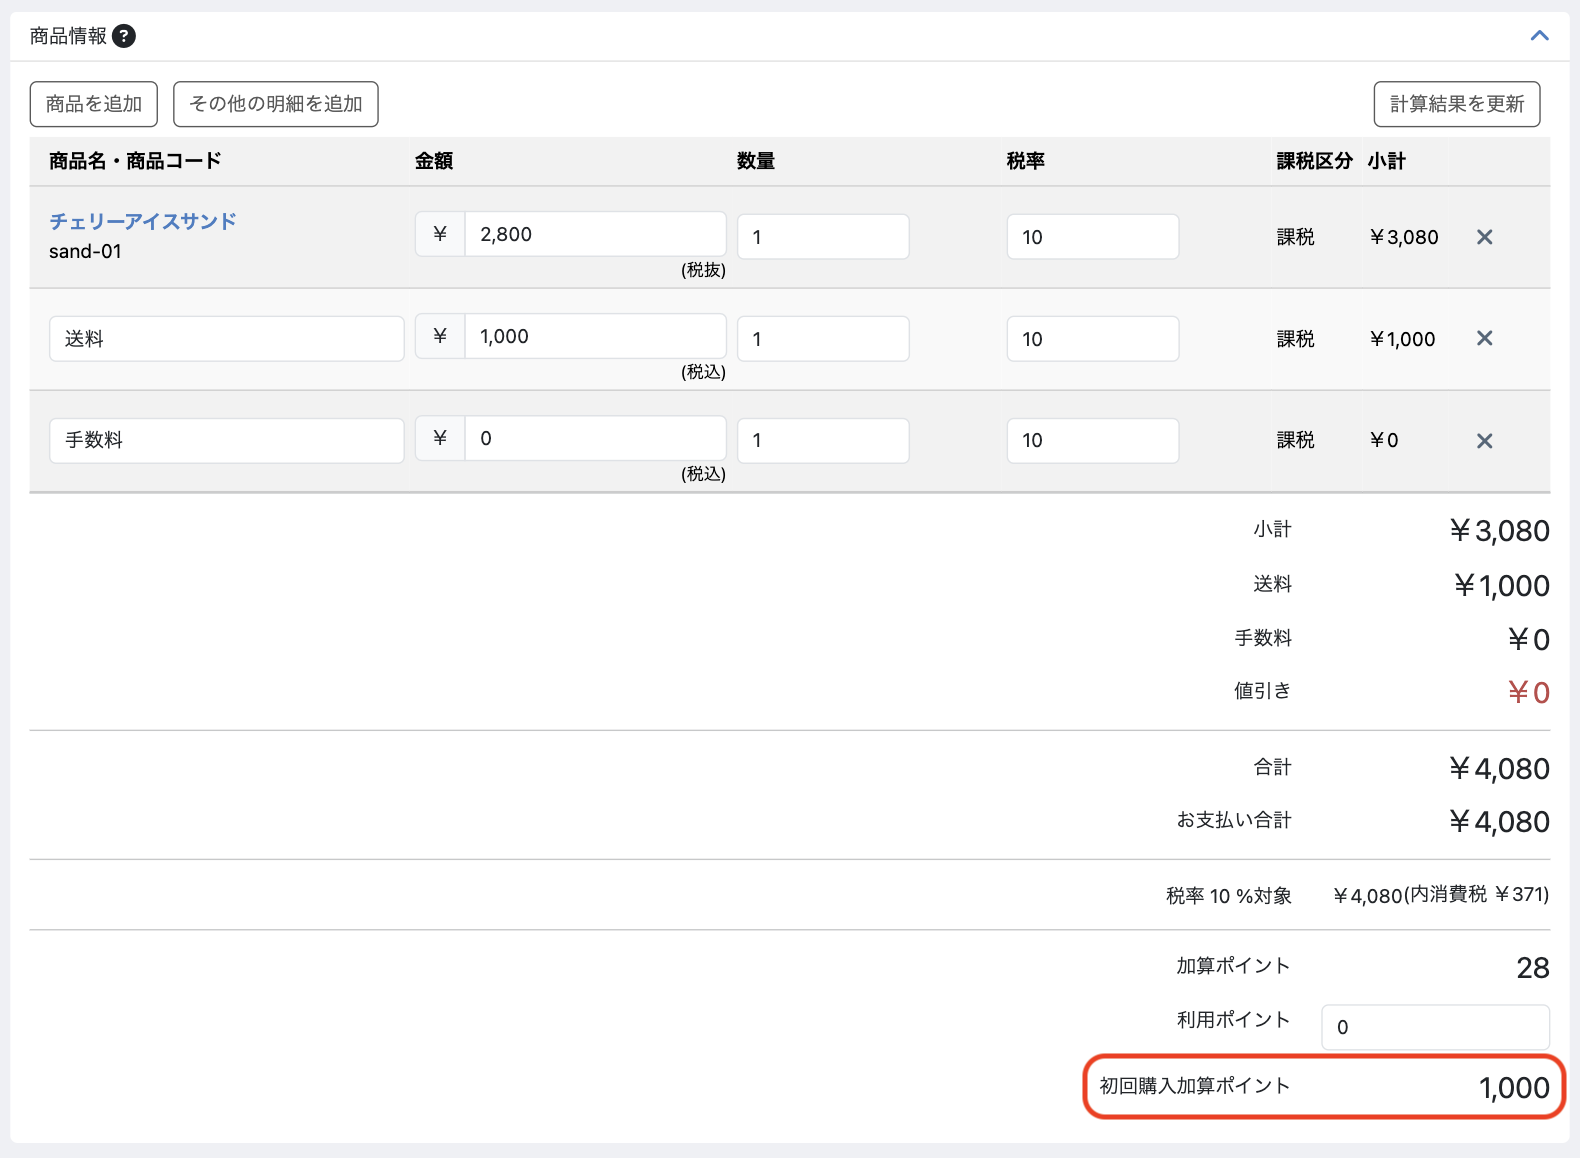 商品情報 ?
商品を追加 その他の明細を追加 計算結果を更新
商品名・商品コード 金額 数量 税率 課税区分 小計
チェリーアイスサンド
sand-01
¥ 2,800 1 10 課税 ¥3,080 ×
(税抜)
送料 ¥ 1,000 1 10 課税 ¥1,000 ×
(税込)
手数料 ¥ 0 1 10 課税 ¥0 ×
(税込)
小計 ¥3,080
送料 ¥1,000
手数料 ¥0
値引き ¥0
合計 ¥4,080
お支払い合計 ¥4,080
税率 10 %対象 ¥4,080(内消費税 ¥371)
加算ポイント 28
利用ポイント 0
初回購入加算ポイント 1,000